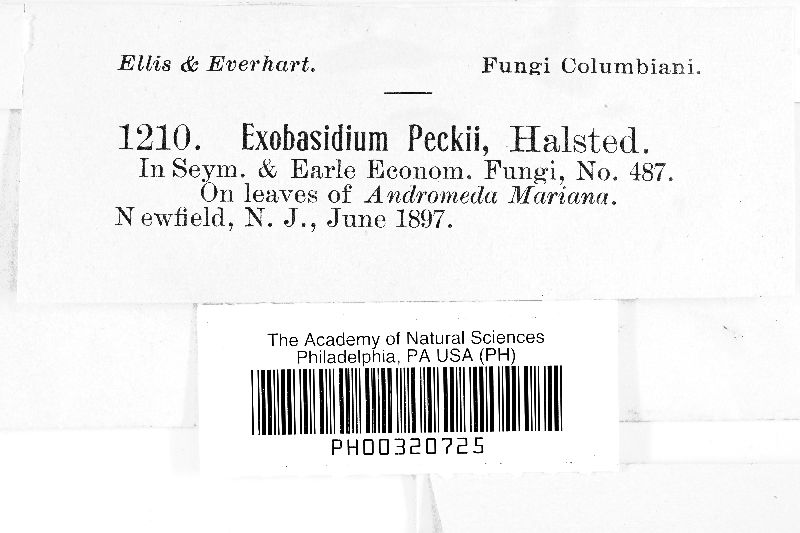 Ellis & Everhart. Fungi Columbiani.
1210. Exobasidium Peckii, Halsted.
In Seym. & Earle Econom. Fungi, No. 487.
On leaves of Andromeda Mariana.
Newfield, N. J., June 1897.
The Academy of Natural Sciences
Philadelphia, PA USA (PH)
PH00320725